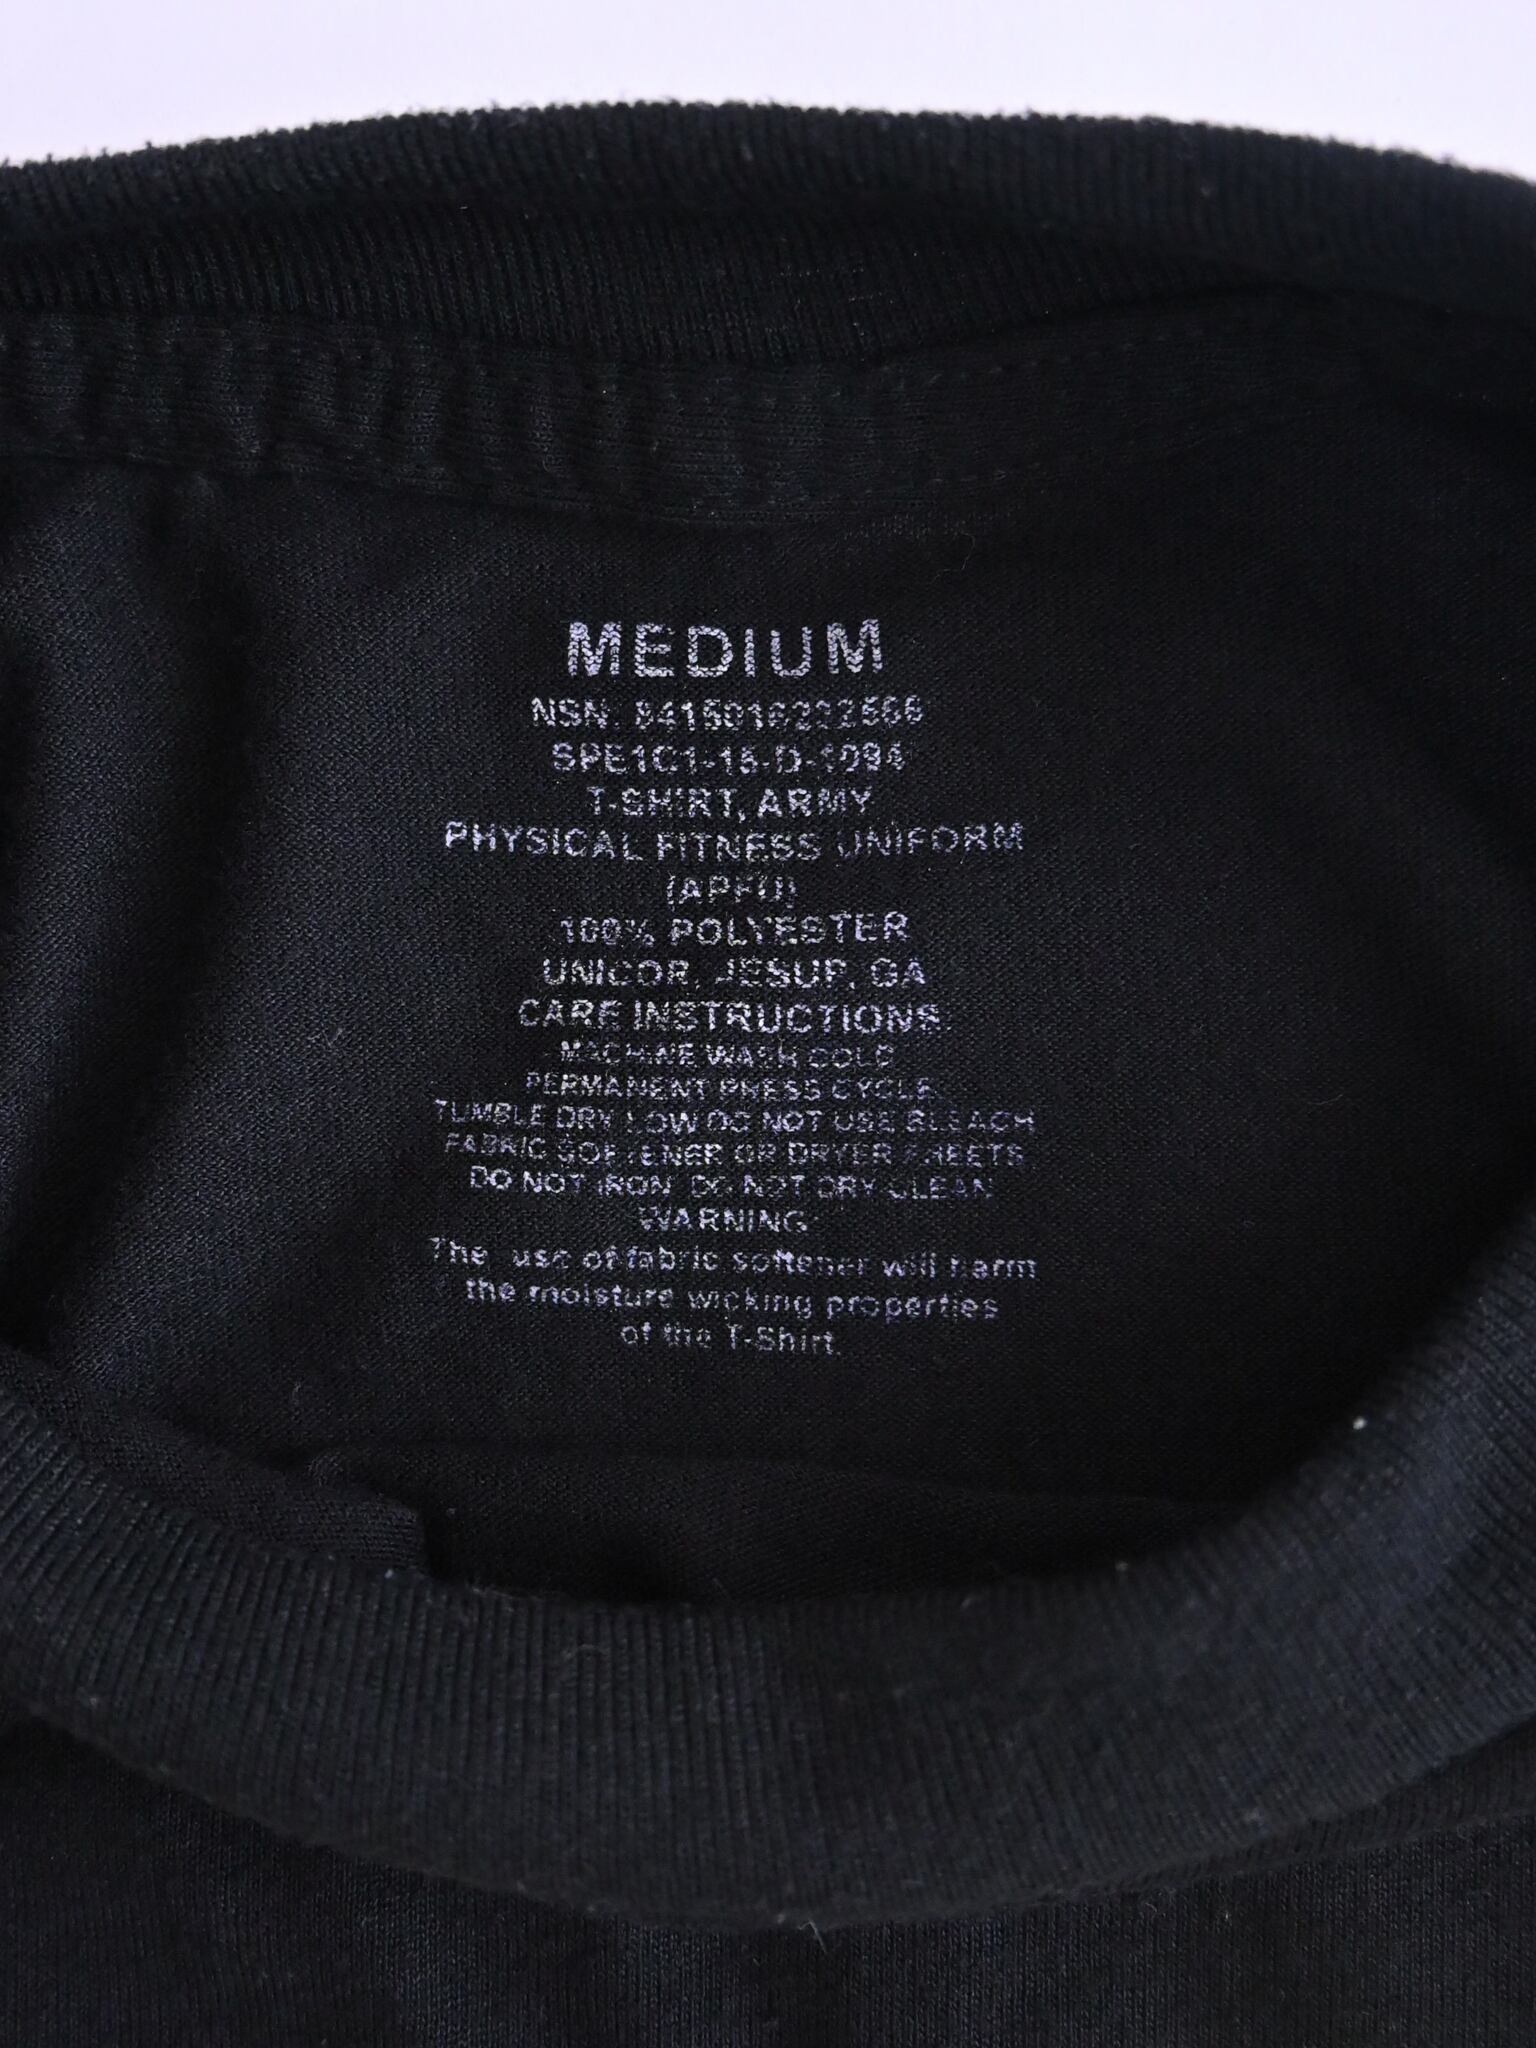 MEDIUM
NSN: 8415016222566
SPE1C1-15-D-1094
T-SHIRT, ARMY
PHYSICAL FITNESS UNIFORM
(APFU)
100% POLYESTER
UNICOR, JESUP, GA
CARE INSTRUCTIONS:
MACHINE WASH COLD
PERMANENT PRESS CYCLE,
TUMBLE DRY LOW DO NOT USE BLEACH
FABRIC SOFTENER OR DRYER SHEETS
DO NOT IRON DO NOT DRY CLEAN
WARNING:
The use of fabric softener will harm
the moisture wicking properties
of the T-Shirt.